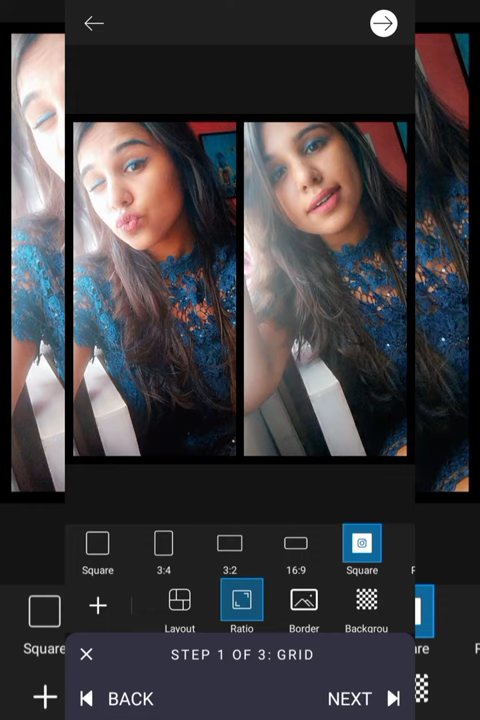 Square 3:4 3:2 16:9 Square
Layout Ratio Border Backgrou
Square
STEP 1 OF 3: GRID
BACK NEXT